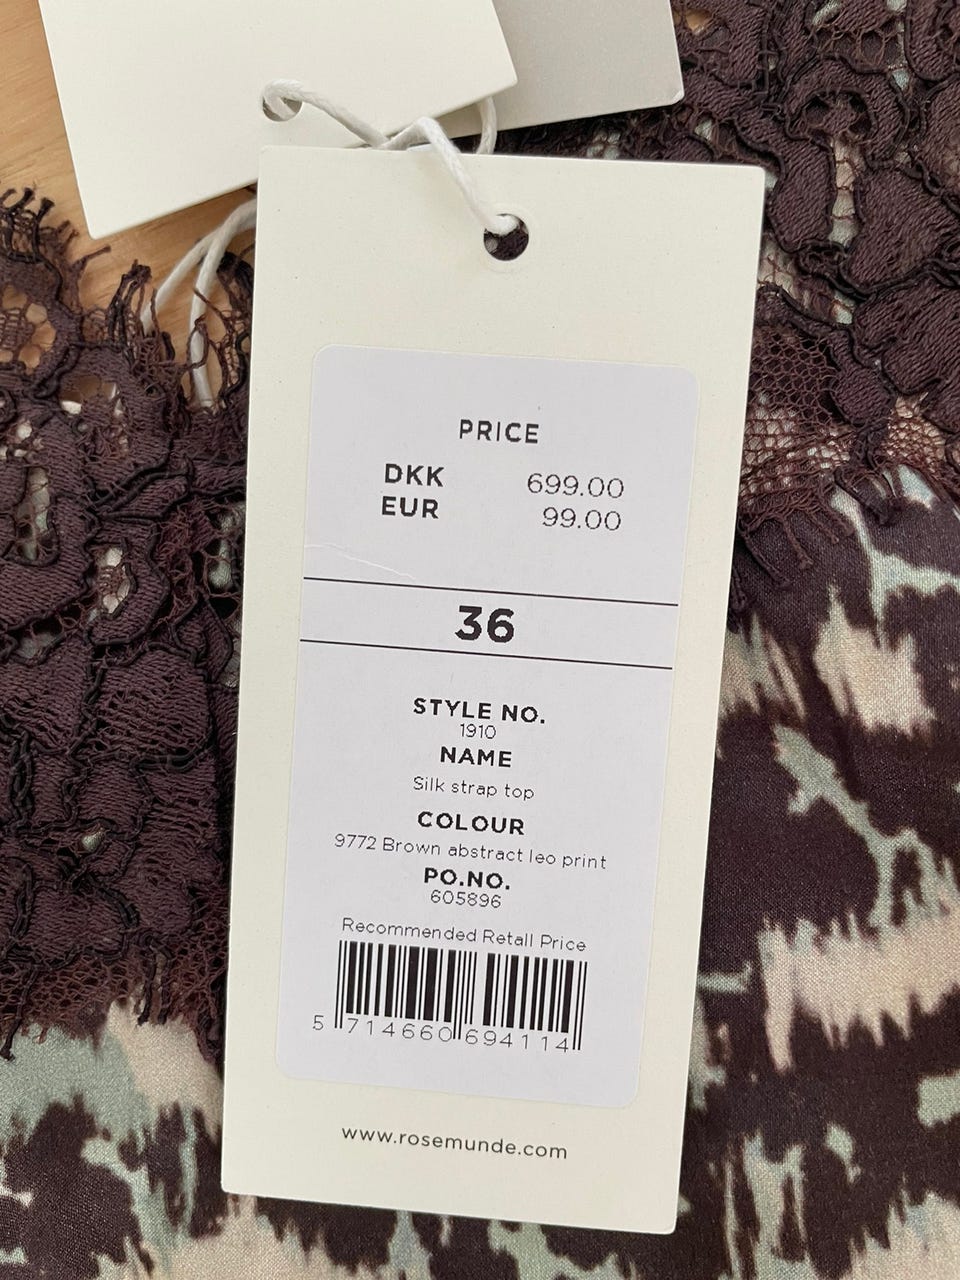 PRICE
DKK 699.00
EUR 99.00
36
STYLE NO.
1910
NAME
Silk strap top
COLOUR
9772 Brown abstract leo print
PO.NO.
605896
Recommended Retail Price
5 714660 694114
www.rosemunde.com